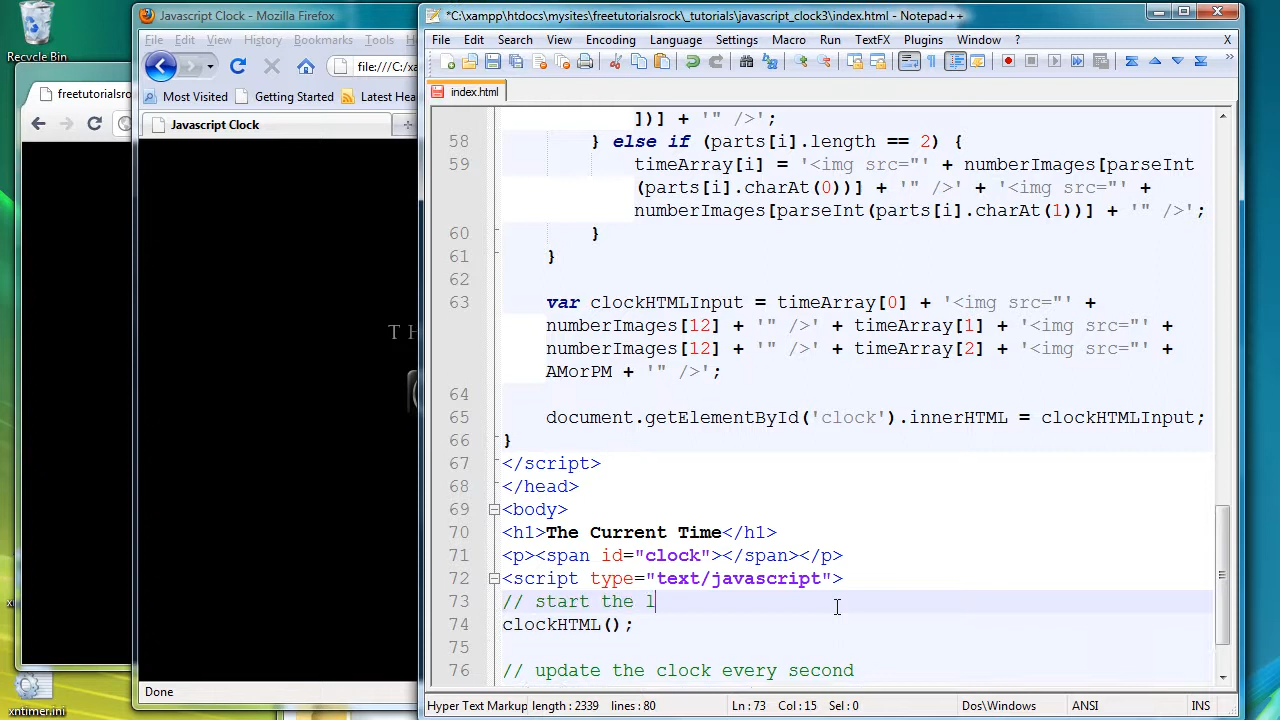 Recycle Bin
freetutorialsro
xntimer.ini
Javascript Clock - Mozilla Firefox
File Edit View History Bookmarks Tools
file:///C:/xa
Most Visited Getting Started Latest Hea
Javascript Clock
T H
Done
*C:\xampp\htdocs\mysites\freetutorialsrock\_tutorials\javascript_clock3\index.html - Notepad++
File Edit Search View Encoding Language Settings Macro Run TextFX Plugins Window ? X
index.html
])] + '" />';
58 } else if (parts[i].length == 2) {
59 timeArray[i] = '<img src="' + numberImages[parseInt
(parts[i].charAt(0))] + '" />' + '<img src="' +
numberImages[parseInt(parts[i].charAt(1))] + '" />';
60 }
61 }
62
63 var clockHTMLInput = timeArray[0] + '<img src="' +
numberImages[12] + '" />' + timeArray[1] + '<img src="' +
numberImages[12] + '" />' + timeArray[2] + '<img src="' +
AMorPM + '" />';
64
65 document.getElementById('clock').innerHTML = clockHTMLInput;
66 }
67 </script>
68 </head>
69 <body>
70 <h1>The Current Time</h1>
71 <p><span id="clock"></span></p>
72 <script type="text/javascript">
73 // start the l
74 clockHTML();
75
76 // update the clock every second
Hyper Text Markup length : 2339 lines : 80 Ln : 73 Col : 15 Sel : 0 Dos\Windows ANSI INS